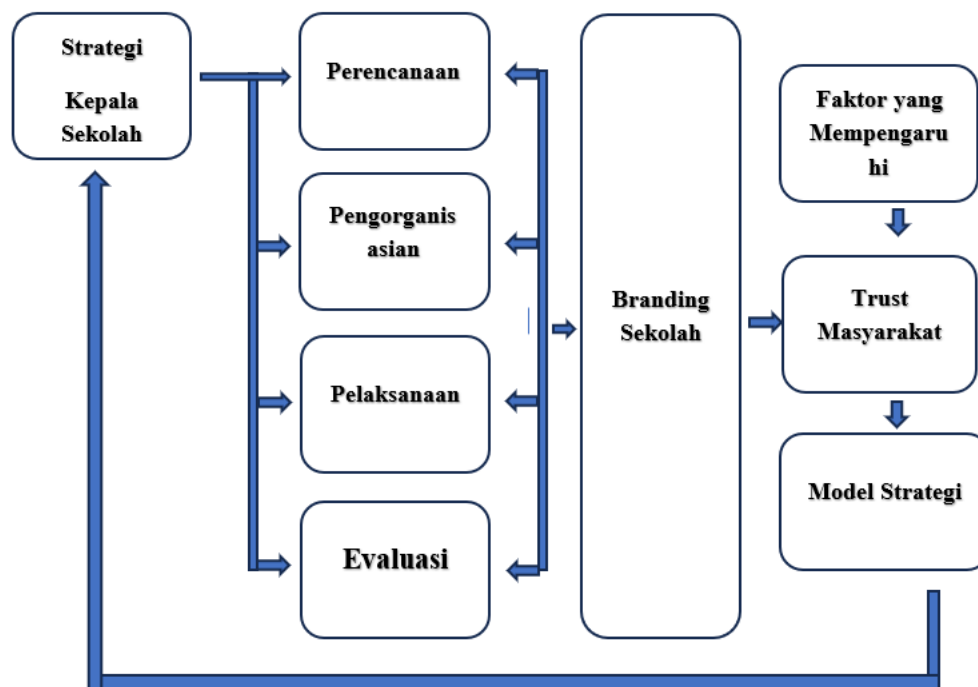 Strategi
Kepala
Sekolah
Perencanaan
Pengorganis
asian
Pelaksanaan
Evaluasi
Branding
Sekolah
Faktor yang
Mempengaru
hi
Trust
Masyarakat
Model Strategi